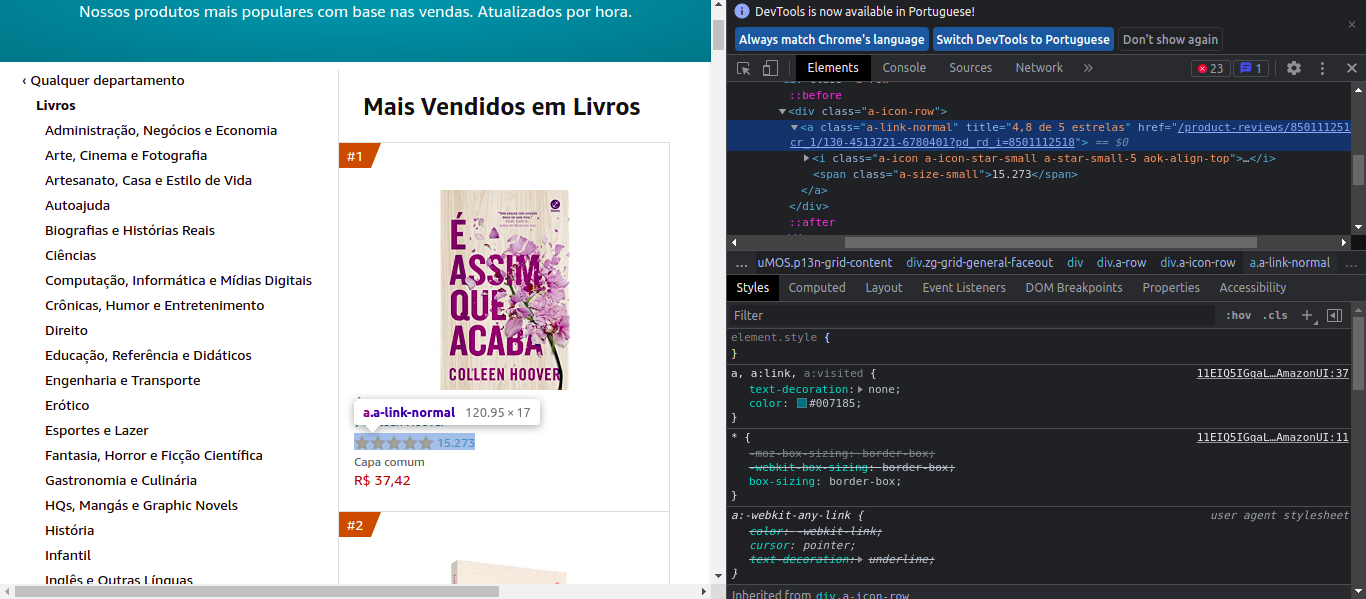 Nossos produtos mais populares com base nas vendas. Atualizados por hora.
‹ Qualquer departamento
Livros
Administração, Negócios e Economia
Arte, Cinema e Fotografia
Artesanato, Casa e Estilo de Vida
Autoajuda
Biografias e Histórias Reais
Ciências
Computação, Informática e Mídias Digitais
Crônicas, Humor e Entretenimento
Direito
Educação, Referência e Didáticos
Engenharia e Transporte
Erótico
Esportes e Lazer
Fantasia, Horror e Ficção Científica
Gastronomia e Culinária
HQs, Mangás e Graphic Novels
História
Infantil
Inglês e Outras Línguas
Mais Vendidos em Livros
#1
É
ASSIM
QUE
ACABA
COLLEEN HOOVER
a.a-link-normal 120.95 × 17
15.273
Capa comum
R$ 37,42
#2
DevTools is now available in Portuguese!
Always match Chrome's language
Switch DevTools to Portuguese
Don't show again
Elements
Console
Sources
Network
»
23
1
::before
<div class="a-icon-row">
<a class="a-link-normal" title="4,8 de 5 estrelas" href="/product-reviews/850111251
cr_1/130-4513721-6780401?pd_rd_i=8501112518"> == $0
<i class="a-icon a-icon-star-small a-star-small-5 aok-align-top">…</i>
<span class="a-size-small">15.273</span>
</a>
</div>
::after
... uMOS.p13n-grid-content div.zg-grid-general-faceout div div.a-row div.a-icon-row a.a-link-normal ...
Styles
Computed
Layout
Event Listeners
DOM Breakpoints
Properties
Accessibility
Filter
:hov .cls +
element.style {
}
a, a:link, a:visited { 11EIQ5IGqaL…AmazonUI:37
text-decoration: none;
color: #007185;
}
* { 11EIQ5IGqaL…AmazonUI:11
-moz-box-sizing: border-box;
-webkit-box-sizing: border-box;
box-sizing: border-box;
}
a:-webkit-any-link { user agent stylesheet
color: -webkit-link;
cursor: pointer;
text-decoration: underline;
}
Inherited from div.a-icon-row